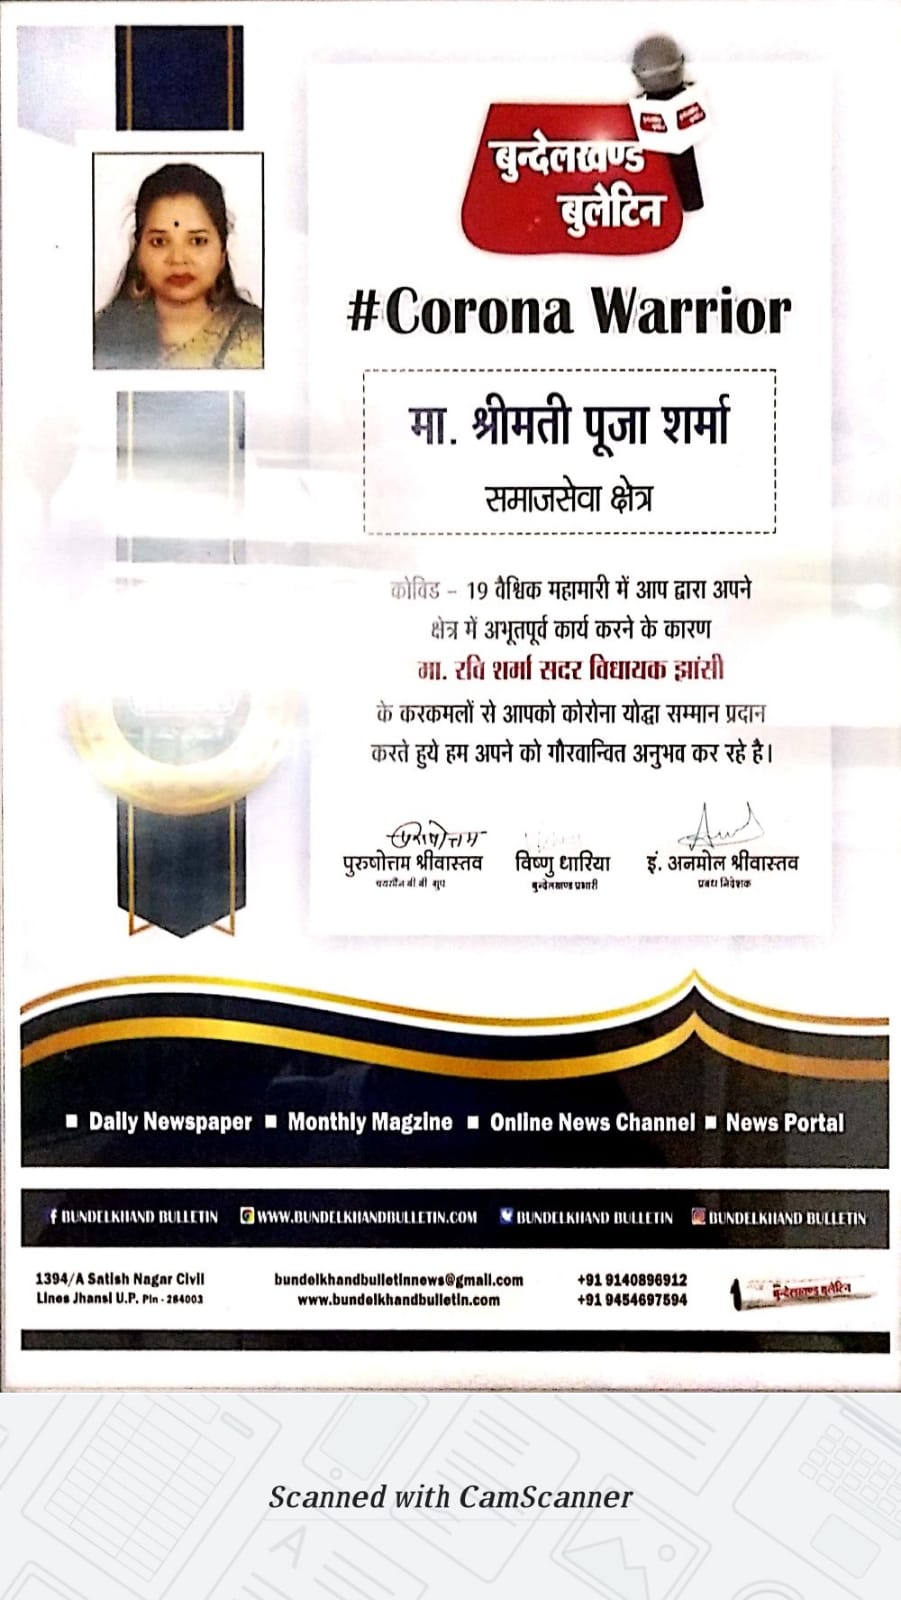 बुन्देलखण्ड
बुलेटिन
#Corona Warrior
मा. श्रीमती पूजा शर्मा
समाजसेवा क्षेत्र
कोविड – 19 वैश्विक महामारी में आप द्वारा अपने
क्षेत्र में अभूतपूर्व कार्य करने के कारण
मा. रवि शर्मा सदर विधायक झांसी
के करकमलों से आपको कोरोना योद्धा सम्मान प्रदान
करते हुये हम अपने को गौरवान्वित अनुभव कर रहे है।
पुरुषोत्तम
पुरुषोत्तम श्रीवास्तव विष्णु धारिया इं. अनमोल श्रीवास्तव
बी बी ग्रुप बुन्देलखण्ड प्रभारी प्रबंध निदेशक
■ Daily Newspaper ■ Monthly Magzine ■ Online News Channel ■ News Portal
BUNDELKHAND BULLETIN WWW.BUNDELKHANDBULLETIN.COM BUNDELKHAND BULLETIN BUNDELKHAND BULLETIN
1394/A Satish Nagar Civil bundelkhandbulletinnews@gmail.com +91 9140896912
Lines Jhansi U.P. Pin - 284003 www.bundelkhandbulletin.com +91 9454697594
बुन्देलखण्ड बुलेटिन
Scanned with CamScanner